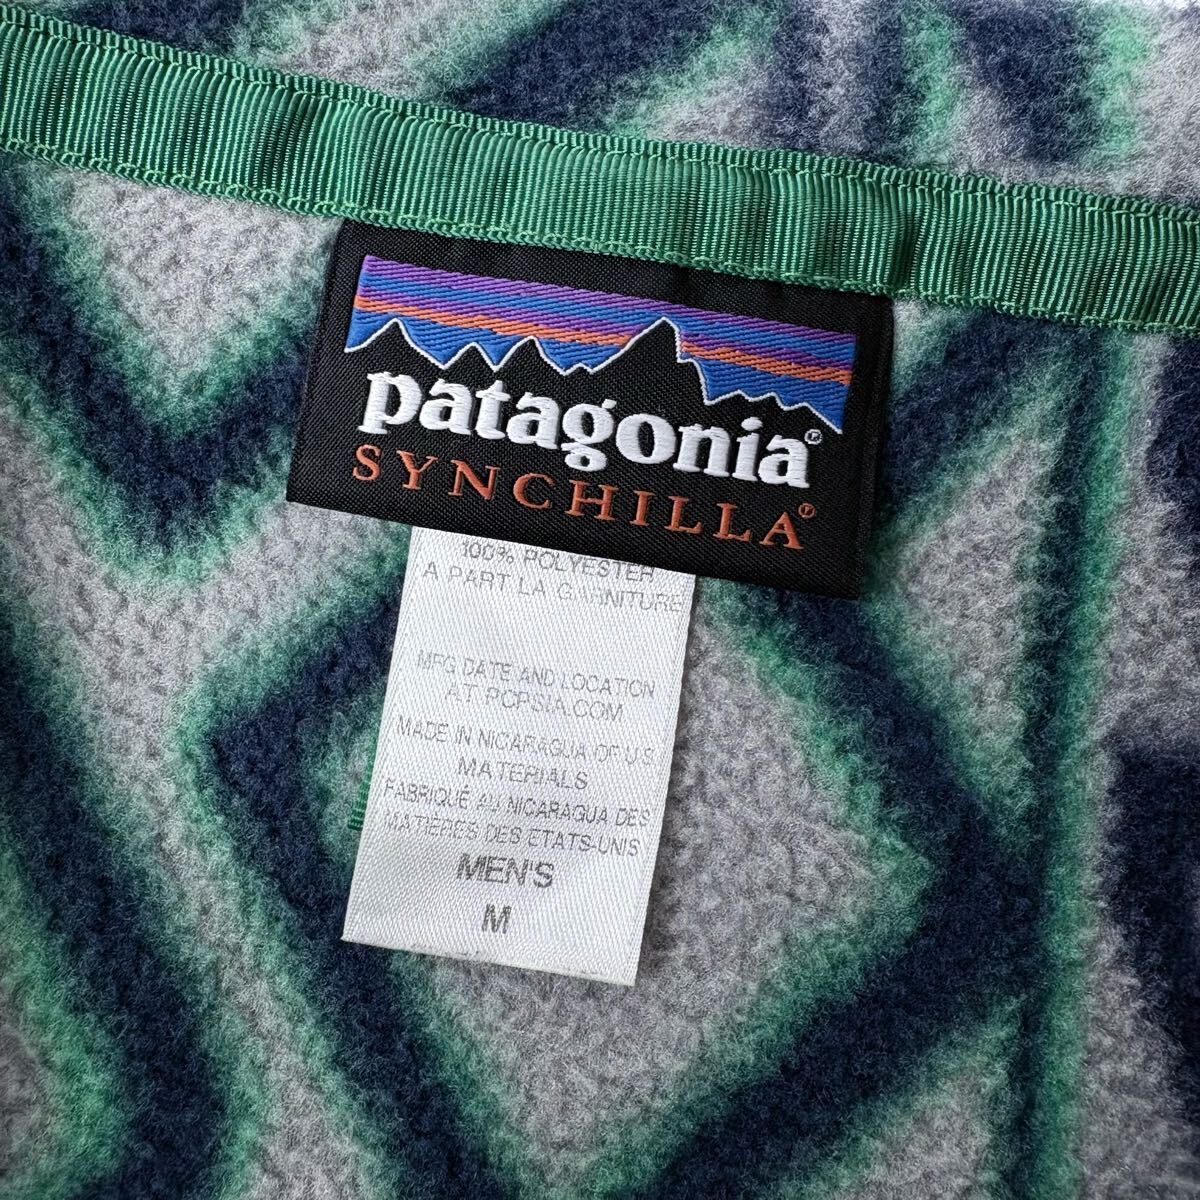 patagonia®
SYNCHILLA®
100% POLYESTER
A PART LA GARNITURE
MFG DATE AND LOCATION
AT PCPSIA.COM
MADE IN NICARAGUA OF U.S.
MATERIALS
FABRIQUÉ AU NICARAGUA DES
MATIÈRES DES ETATS-UNIS
MEN'S
M